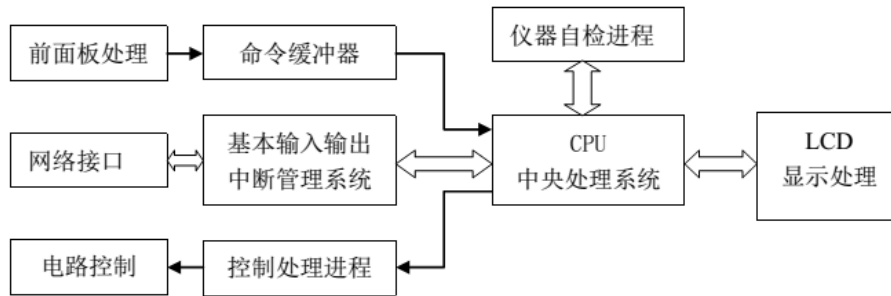 前面板处理
命令缓冲器
仪器自检进程
网络接口
基本输入输出
中断管理系统
CPU
中央处理系统
LCD
显示处理
电路控制
控制处理进程